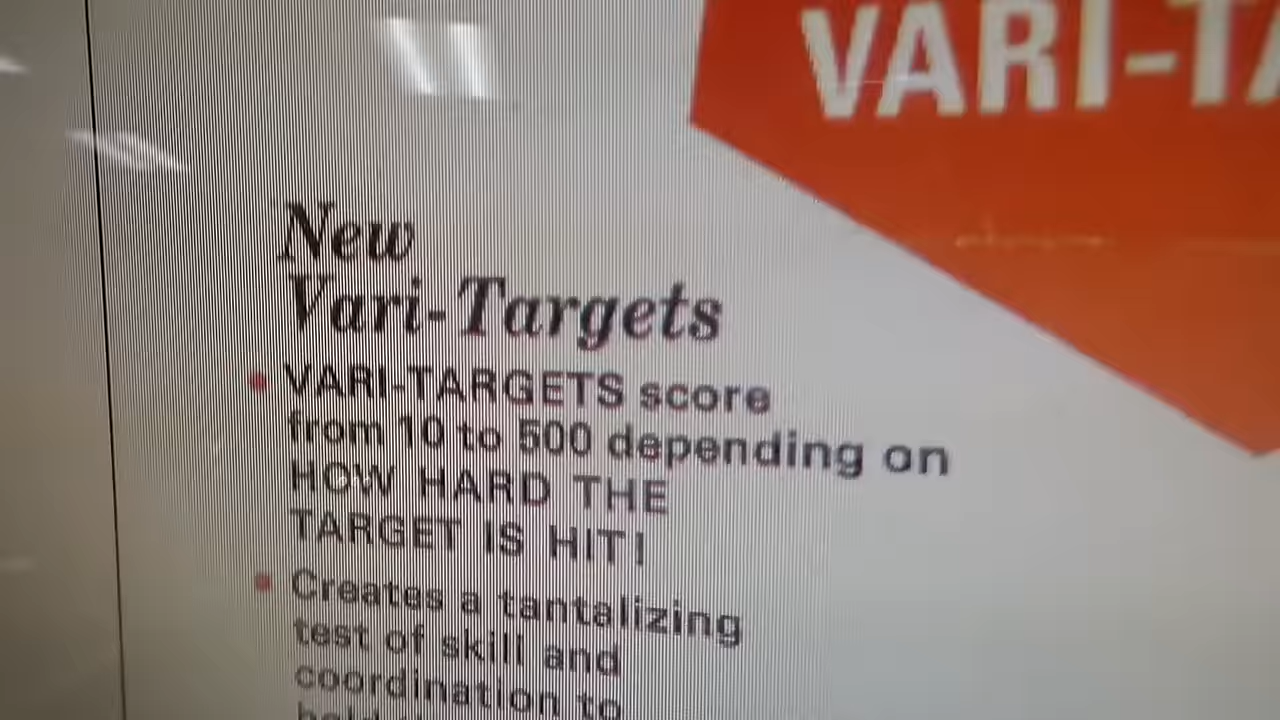 VARI-TA
New
Vari-Targets
VARI-TARGETS score
from 10 to 500 depending on
HOW HARD THE
TARGET IS HIT!
Creates a tantalizing
test of skill and
coordination to